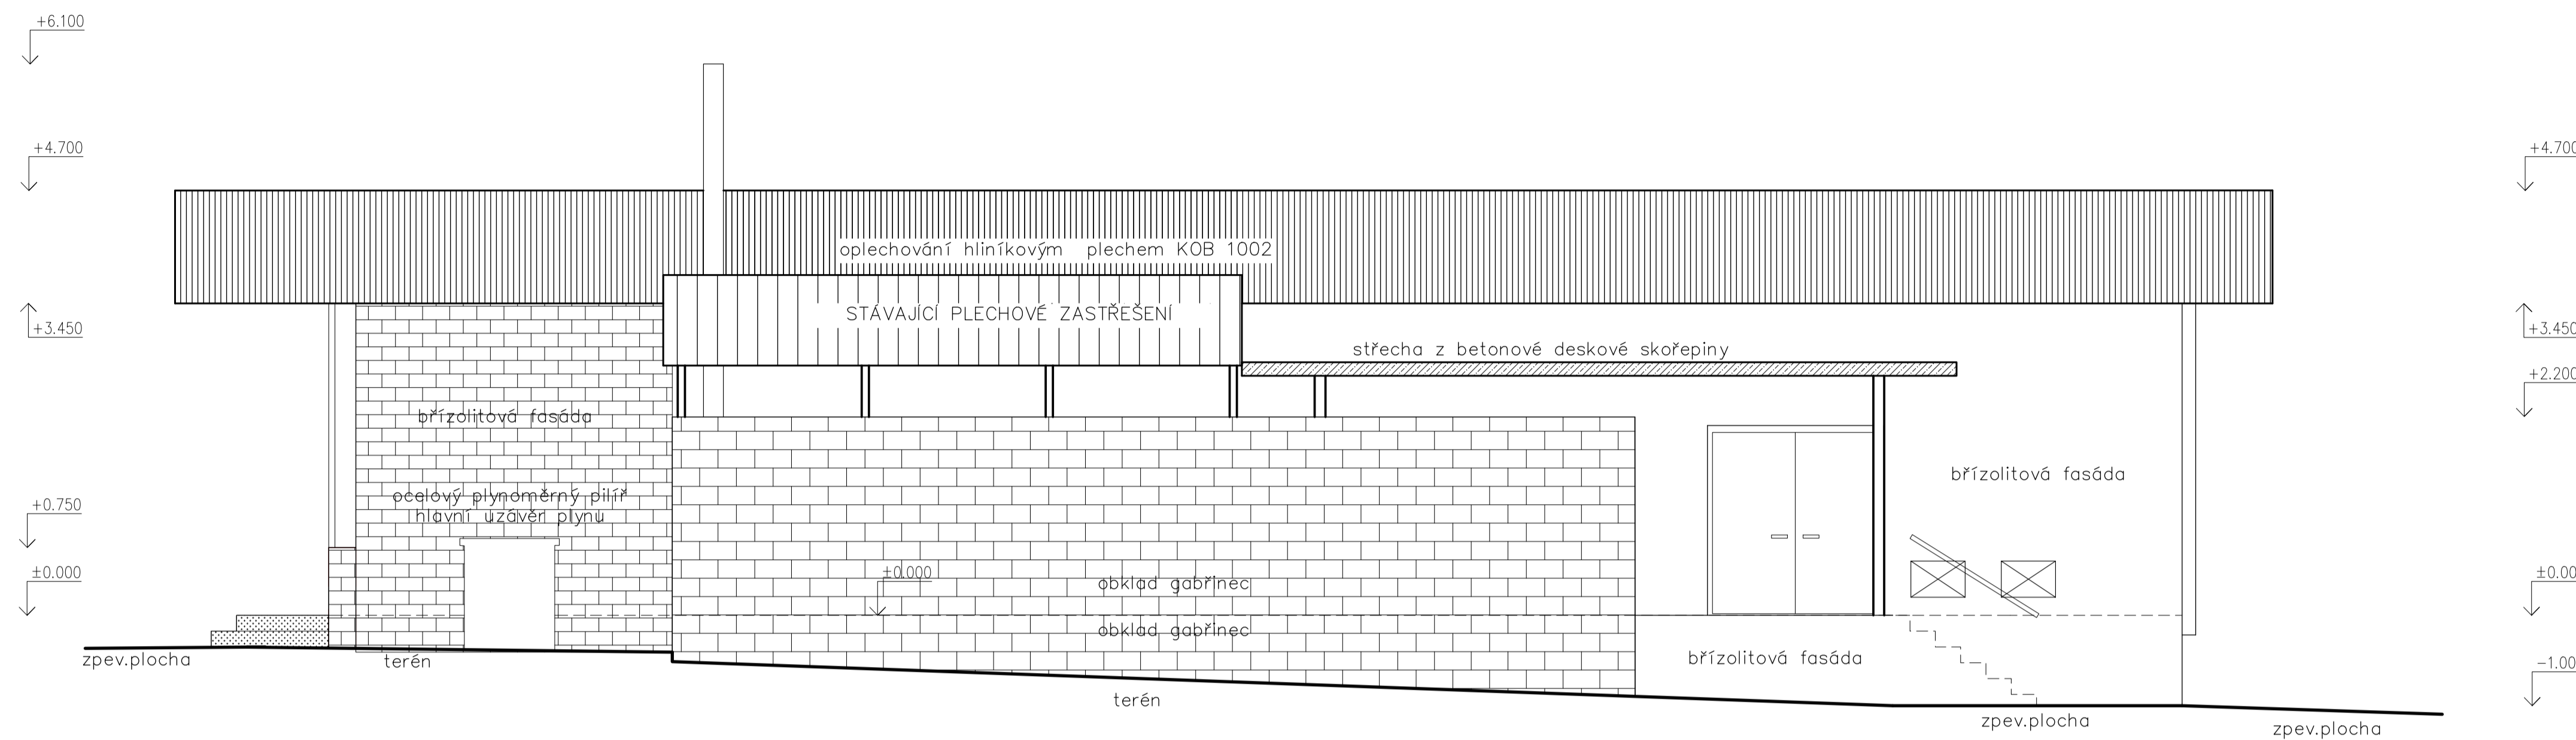 +6.100
+4.700
+4.700
oplechování hliníkovým plechem KOB 1002
STÁVAJÍCÍ PLECHOVÉ ZASTŘEŠENÍ
+3.450
+3.450
střecha z betonové deskové skořepiny
+2.200
břízolitová fasáda
břízolitová fasáda
ocelový plynoměrný pilíř
hlavní uzávěr plynu
+0.750
±0.000
±0.000
±0.00
obklad gabřinec
obklad gabřinec
břízolitová fasáda
-1.00
zpev.plocha
terén
terén
zpev.plocha
zpev.plocha